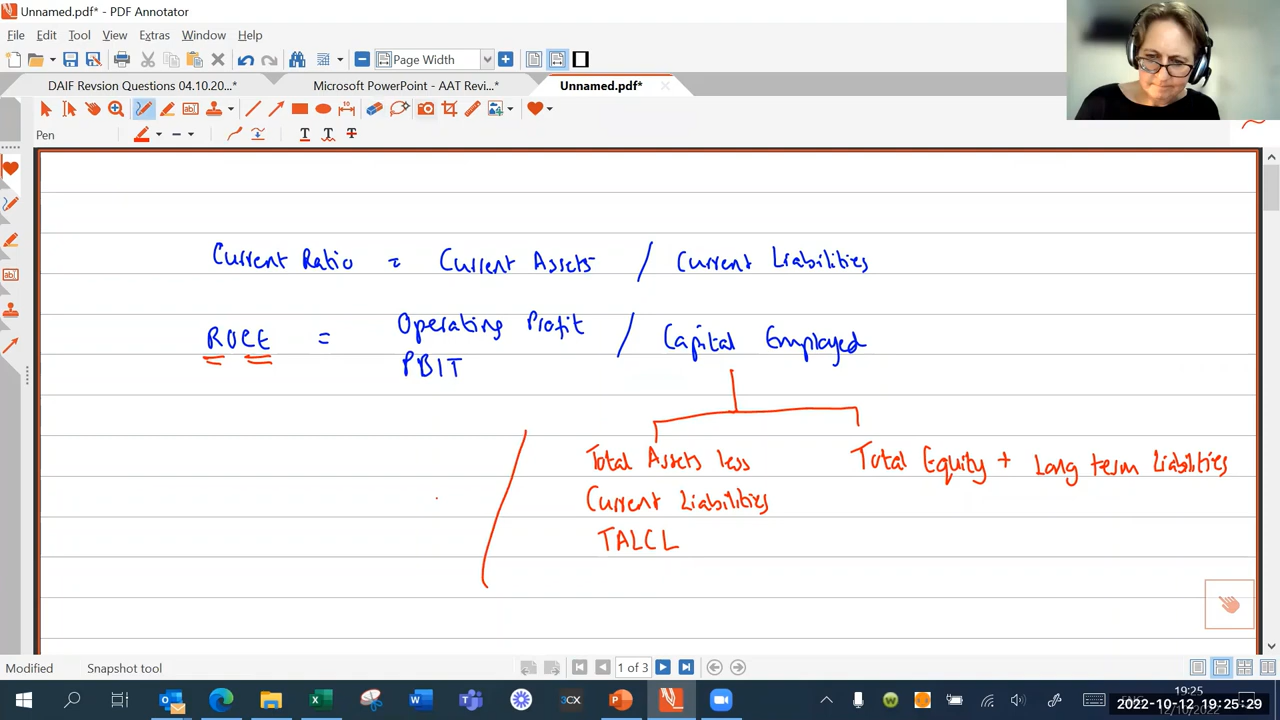 Unnamed.pdf* - PDF Annotator
File Edit Tool View Extras Window Help
Page Width
DAIF Revsion Questions 04.10.20...* Microsoft PowerPoint - AAT Revi...* Unnamed.pdf*
Pen
Current Ratio = Current Assets / Current Liabilities
ROCE = Operating Profit / Capital Employed
PBIT
Total Assets less Total Equity + Long term Liabilities
Current Liabilities
TALCL
1 of 3
Modified Snapshot tool
19:25
2022-10-12 19:25:29